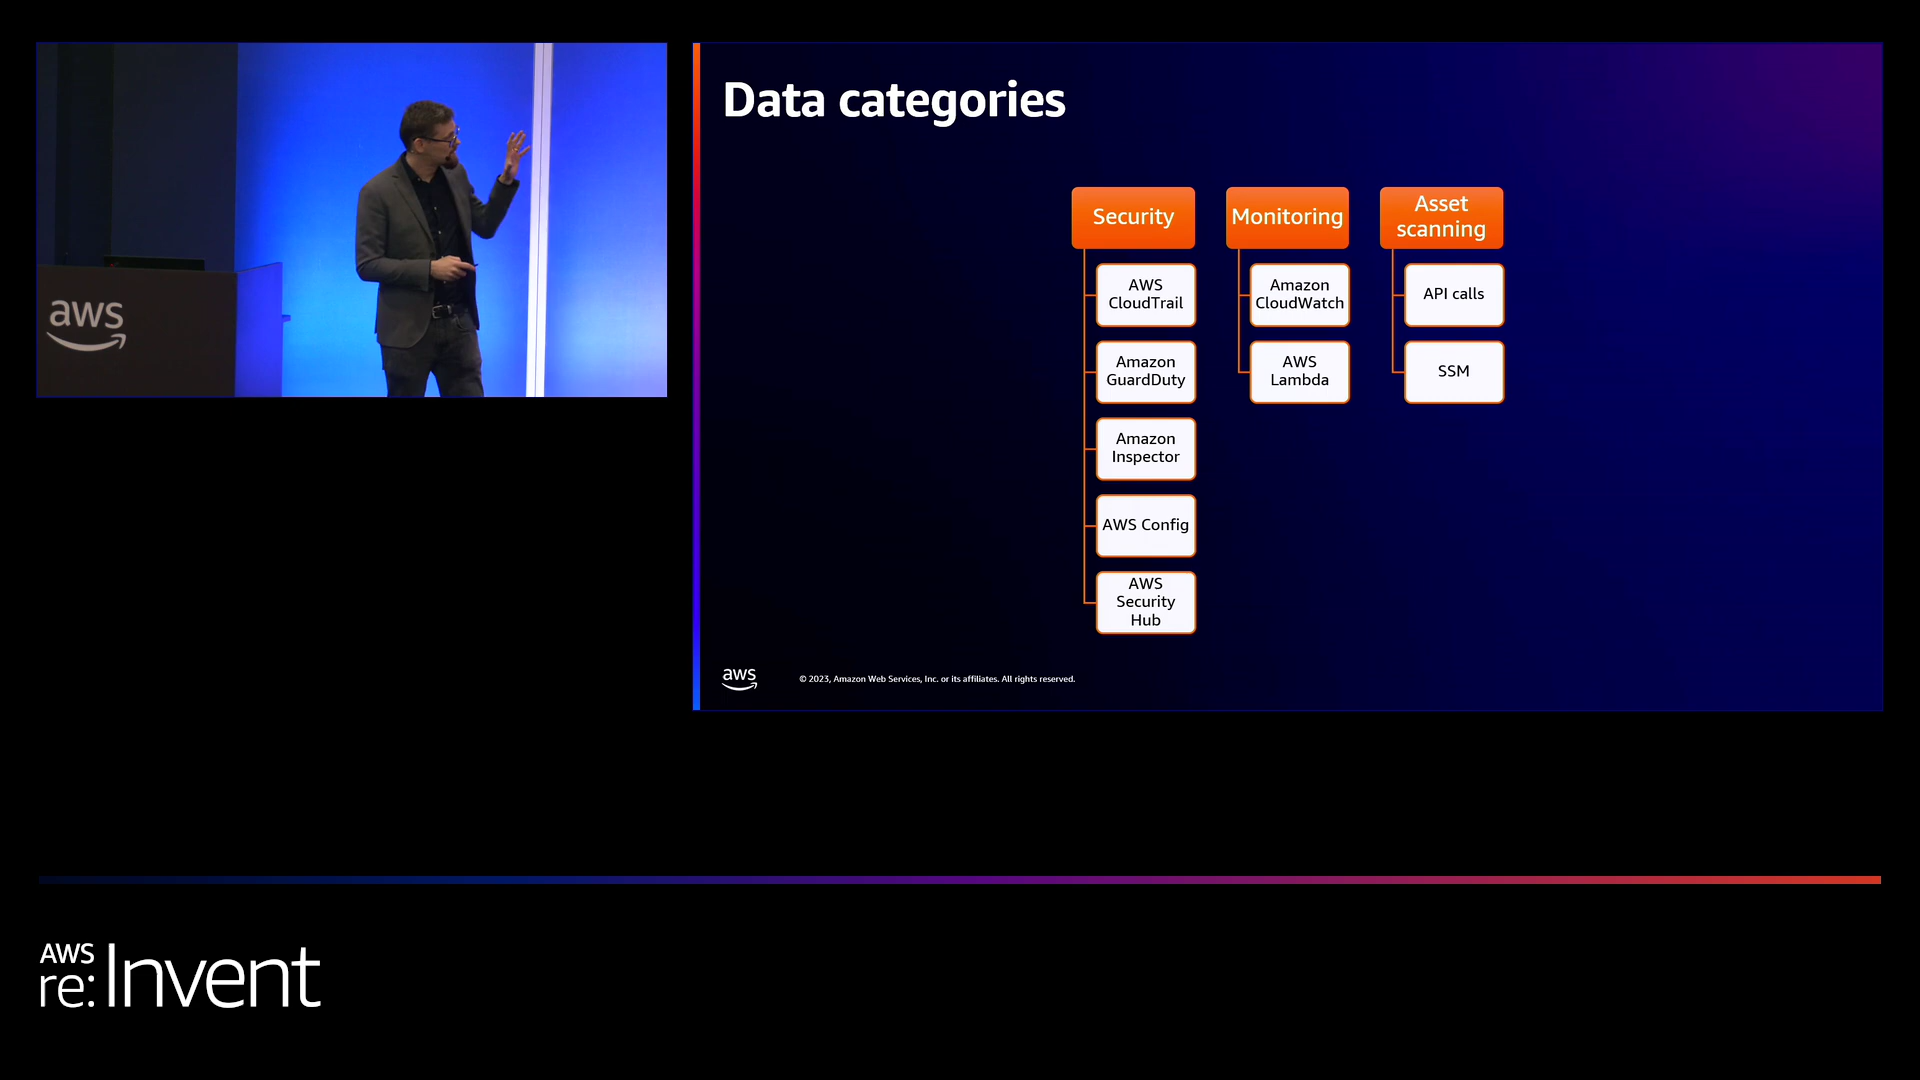 aws
Data categories
Security
AWS
CloudTrail
Amazon
GuardDuty
Amazon
Inspector
AWS Config
AWS
Security
Hub
Monitoring
Amazon
CloudWatch
AWS
Lambda
Asset
scanning
API calls
SSM
aws
© 2023, Amazon Web Services, Inc. or its affiliates. All rights reserved.
AWS
re:Invent